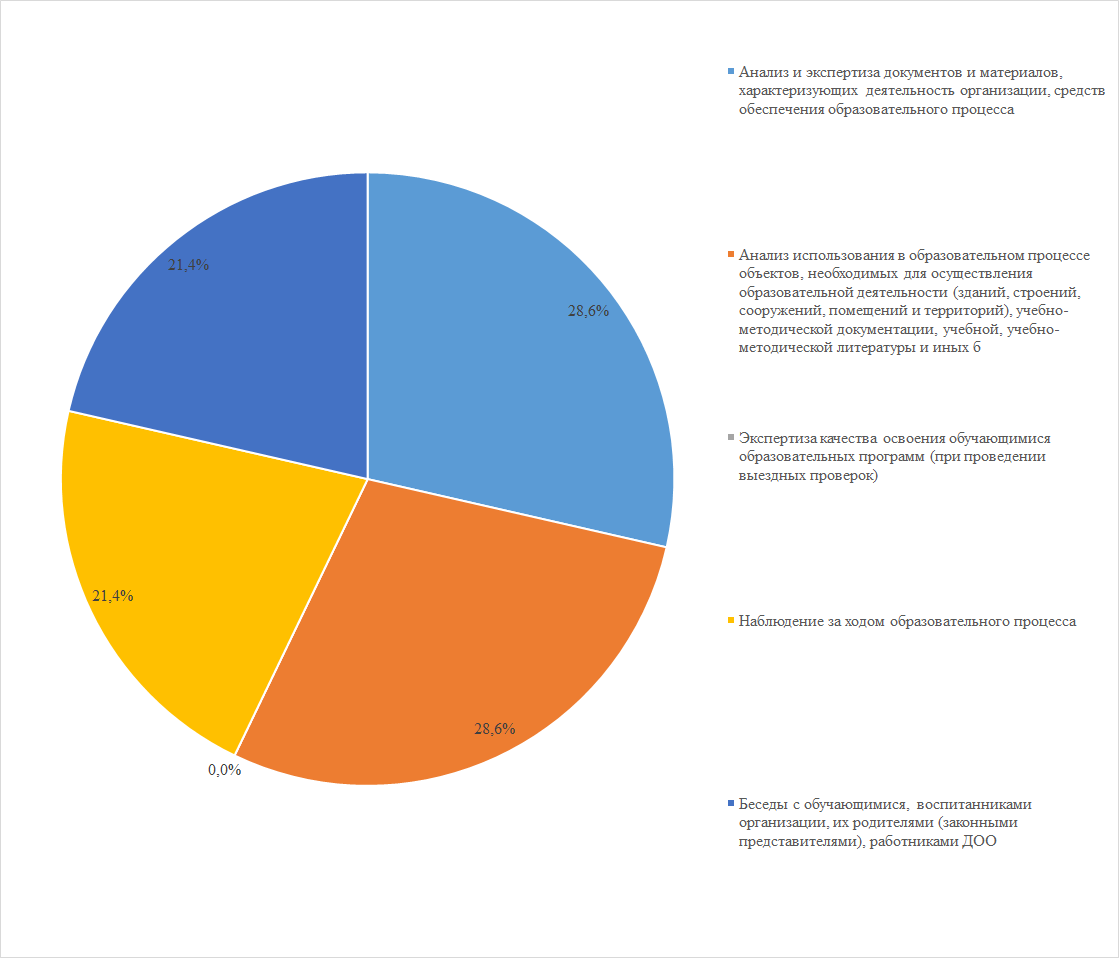 Анализ и экспертиза документов и материалов,
характеризующих деятельность организации, средств
обеспечения образовательного процесса
Анализ использования в образовательном процессе
объектов, необходимых для осуществления
образовательной деятельности (зданий, строений,
сооружений, помещений и территорий), учебно-
методической документации, учебной, учебно-
методической литературы и иных б
Экспертиза качества освоения обучающимися
образовательных программ (при проведении
выездных проверок)
Наблюдение за ходом образовательного процесса
Беседы с обучающимися, воспитанниками
организации, их родителями (законными
представителями), работниками ДОО
21,4%
28,6%
21,4%
28,6%
0,0%